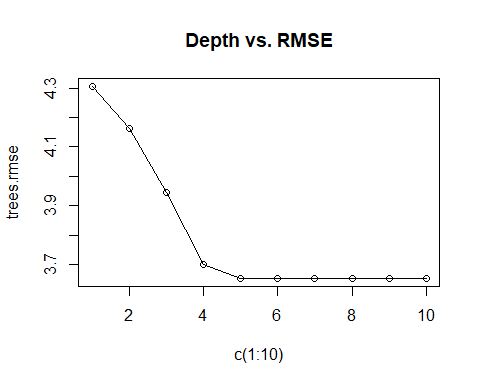 Depth vs. RMSE
trees.rmse
4.3
4.1
3.9
3.7
2 4 6 8 10
c(1:10)